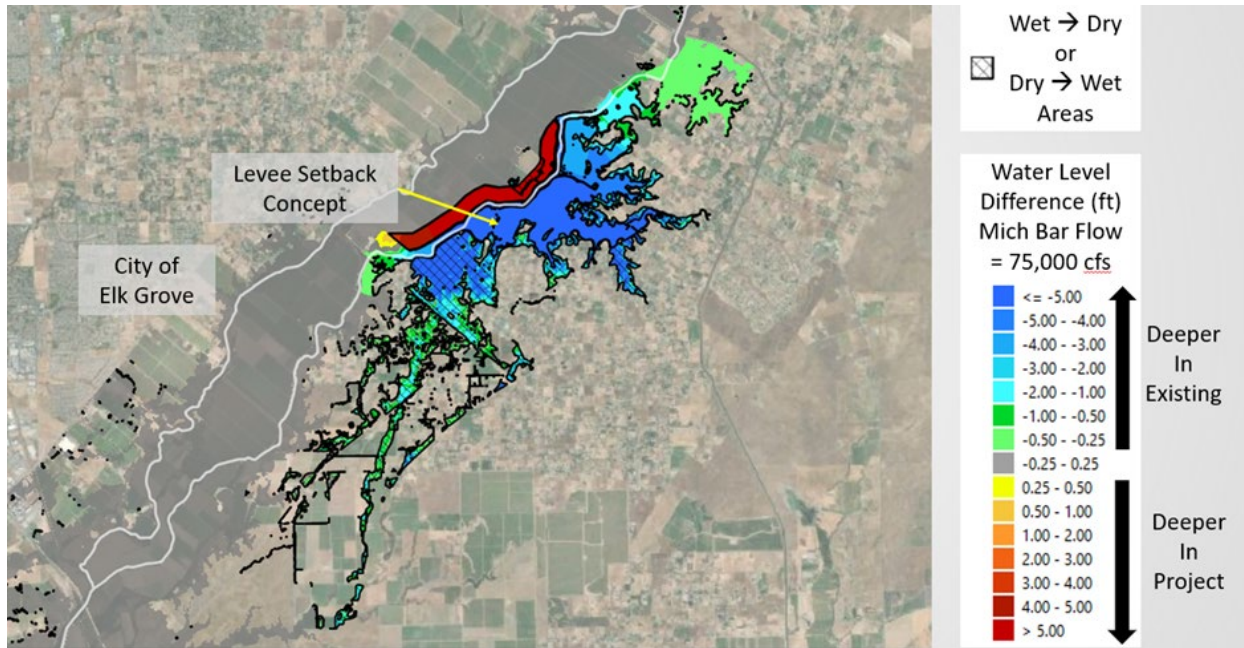 Levee Setback
Concept
City of
Elk Grove
Wet → Dry
or
Dry → Wet
Areas
Water Level
Difference (ft)
Mich Bar Flow
= 75,000 cfs
<= -5.00
-5.00 - -4.00
-4.00 - -3.00
-3.00 - -2.00
-2.00 - -1.00
-1.00 - -0.50
-0.50 - -0.25
-0.25 - 0.25
0.25 - 0.50
0.50 - 1.00
1.00 - 2.00
2.00 - 3.00
3.00 - 4.00
4.00 - 5.00
> 5.00
Deeper
In
Existing
Deeper
In
Project